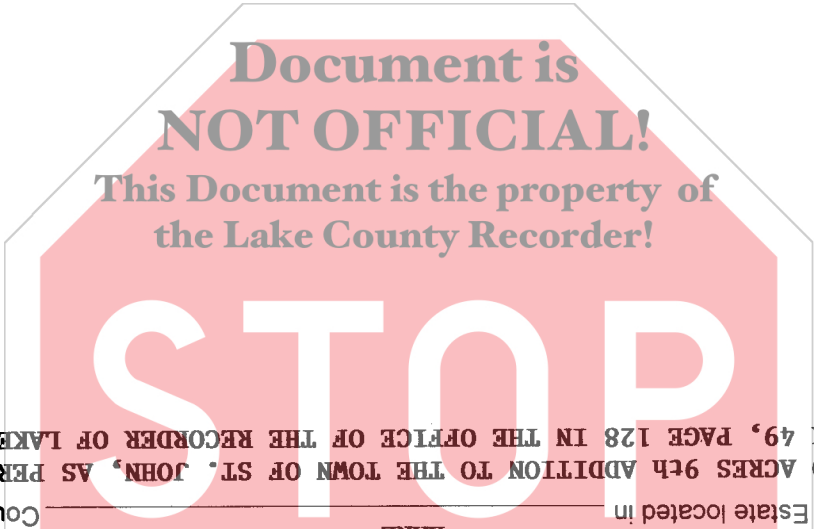 Document is
NOT OFFICIAL!
This Document is the property of
the Lake County Recorder!
STOP
Estate located in
ACRES 9th ADDITION TO THE TOWN OF ST. JOHN, AS PER
49, PAGE 128 IN THE OFFICE OF THE RECORDER OF LAKE